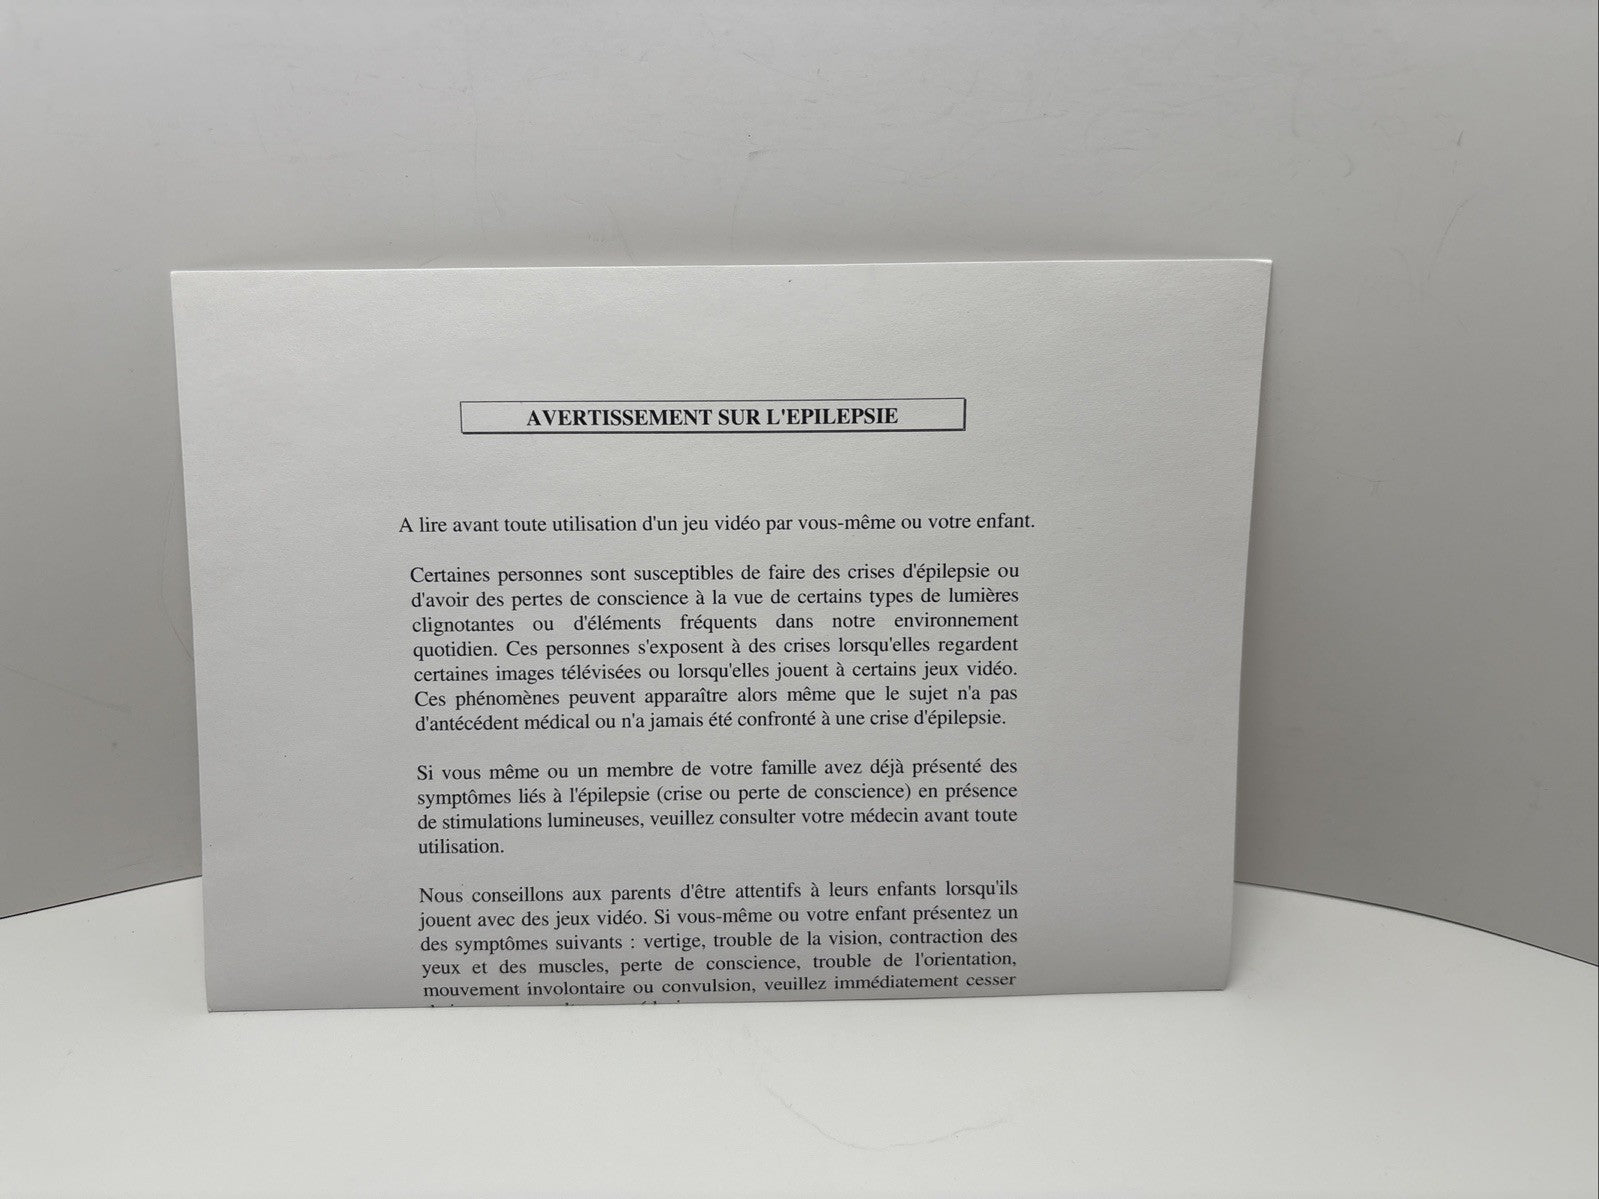 AVERTISSEMENT SUR L'EPILEPSIE
A lire avant toute utilisation d'un jeu vidéo par vous-même ou votre enfant.
Certaines personnes sont susceptibles de faire des crises d'épilepsie ou
d'avoir des pertes de conscience à la vue de certains types de lumières
clignotantes ou d'éléments fréquents dans notre environnement
quotidien. Ces personnes s'exposent à des crises lorsqu'elles regardent
certaines images télévisées ou lorsqu'elles jouent à certains jeux vidéo.
Ces phénomènes peuvent apparaître alors même que le sujet n'a pas
d'antécédent médical ou n'a jamais été confronté à une crise d'épilepsie.
Si vous même ou un membre de votre famille avez déjà présenté des
symptômes liés à l'épilepsie (crise ou perte de conscience) en présence
de stimulations lumineuses, veuillez consulter votre médecin avant toute
utilisation.
Nous conseillons aux parents d'être attentifs à leurs enfants lorsqu'ils
jouent avec des jeux vidéo. Si vous-même ou votre enfant présentez un
des symptômes suivants : vertige, trouble de la vision, contraction des
yeux et des muscles, perte de conscience, trouble de l'orientation,
mouvement involontaire ou convulsion, veuillez immédiatement cesser